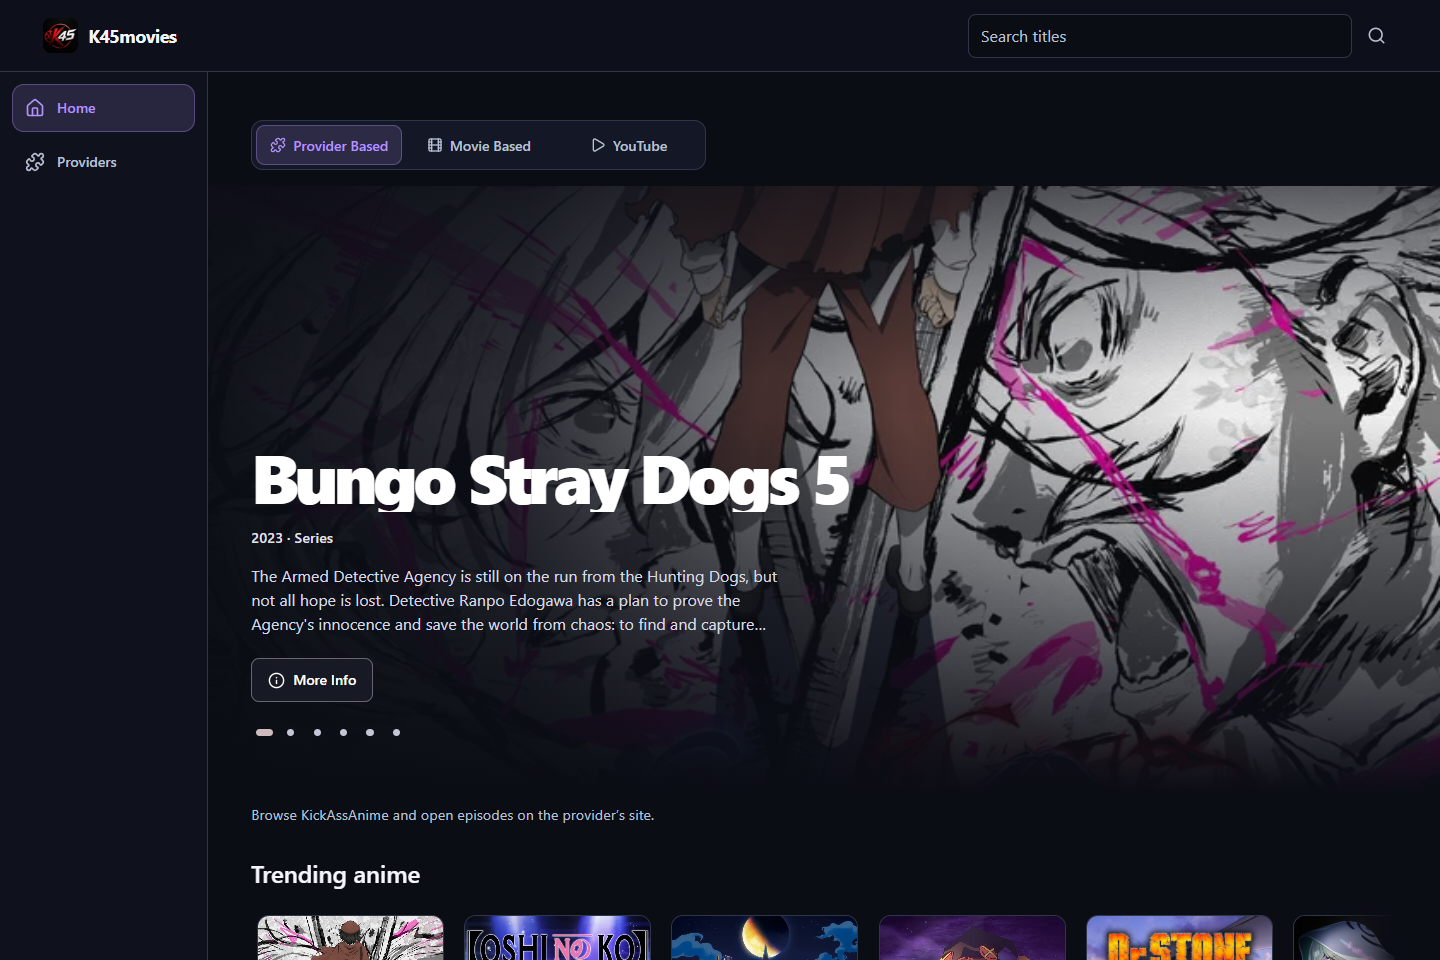 K45
K45movies
Search titles
Home
Providers
Provider Based
Movie Based
YouTube
Bungo Stray Dogs 5
2023 · Series
The Armed Detective Agency is still on the run from the Hunting Dogs, but
not all hope is lost. Detective Ranpo Edogawa has a plan to prove the
Agency's innocence and save the world from chaos: to find and capture...
More Info
Browse KickAssAnime and open episodes on the provider's site.
Trending anime
[OSHI NO KO]
Dr.STONE